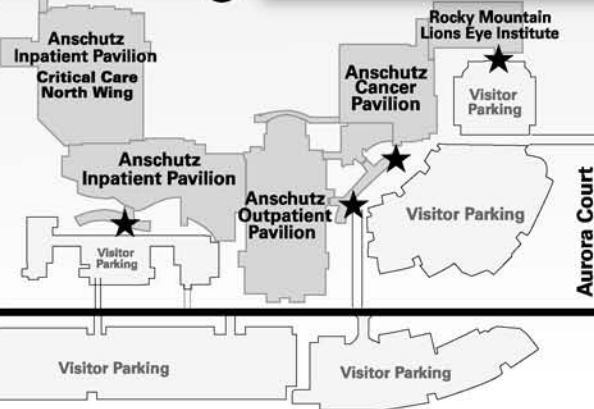 Rocky Mountain
Lions Eye Institute
Anschutz
Inpatient Pavilion
Critical Care
North Wing
Anschutz
Cancer
Pavilion
Visitor
Parking
Anschutz
Inpatient Pavilion
Anschutz
Outpatient
Pavilion
Visitor Parking
Aurora Court
Visitor
Parking
Visitor Parking
Visitor Parking